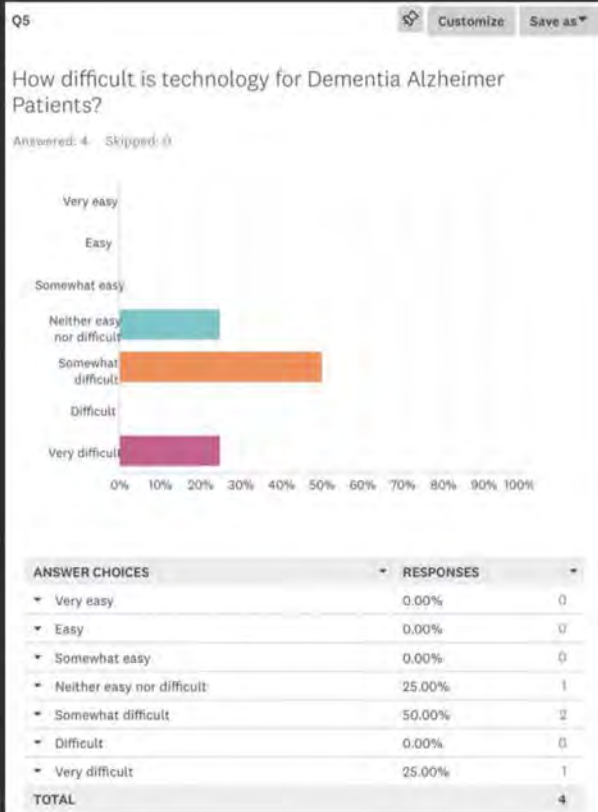 Q5
Customize
Save as
How difficult is technology for Dementia Alzheimer
Patients?
Answered: 4 Skipped: 0
Very easy
Easy
Somewhat easy
Neither easy
nor difficult
Somewhat
difficult
Difficult
Very difficult
0% 10% 20% 30% 40% 50% 60% 70% 80% 90% 100%
ANSWER CHOICES RESPONSES
Very easy 0.00% 0
Easy 0.00% 0
Somewhat easy 0.00% 0
Neither easy nor difficult 25.00% 1
Somewhat difficult 50.00% 2
Difficult 0.00% 0
Very difficult 25.00% 1
TOTAL 4